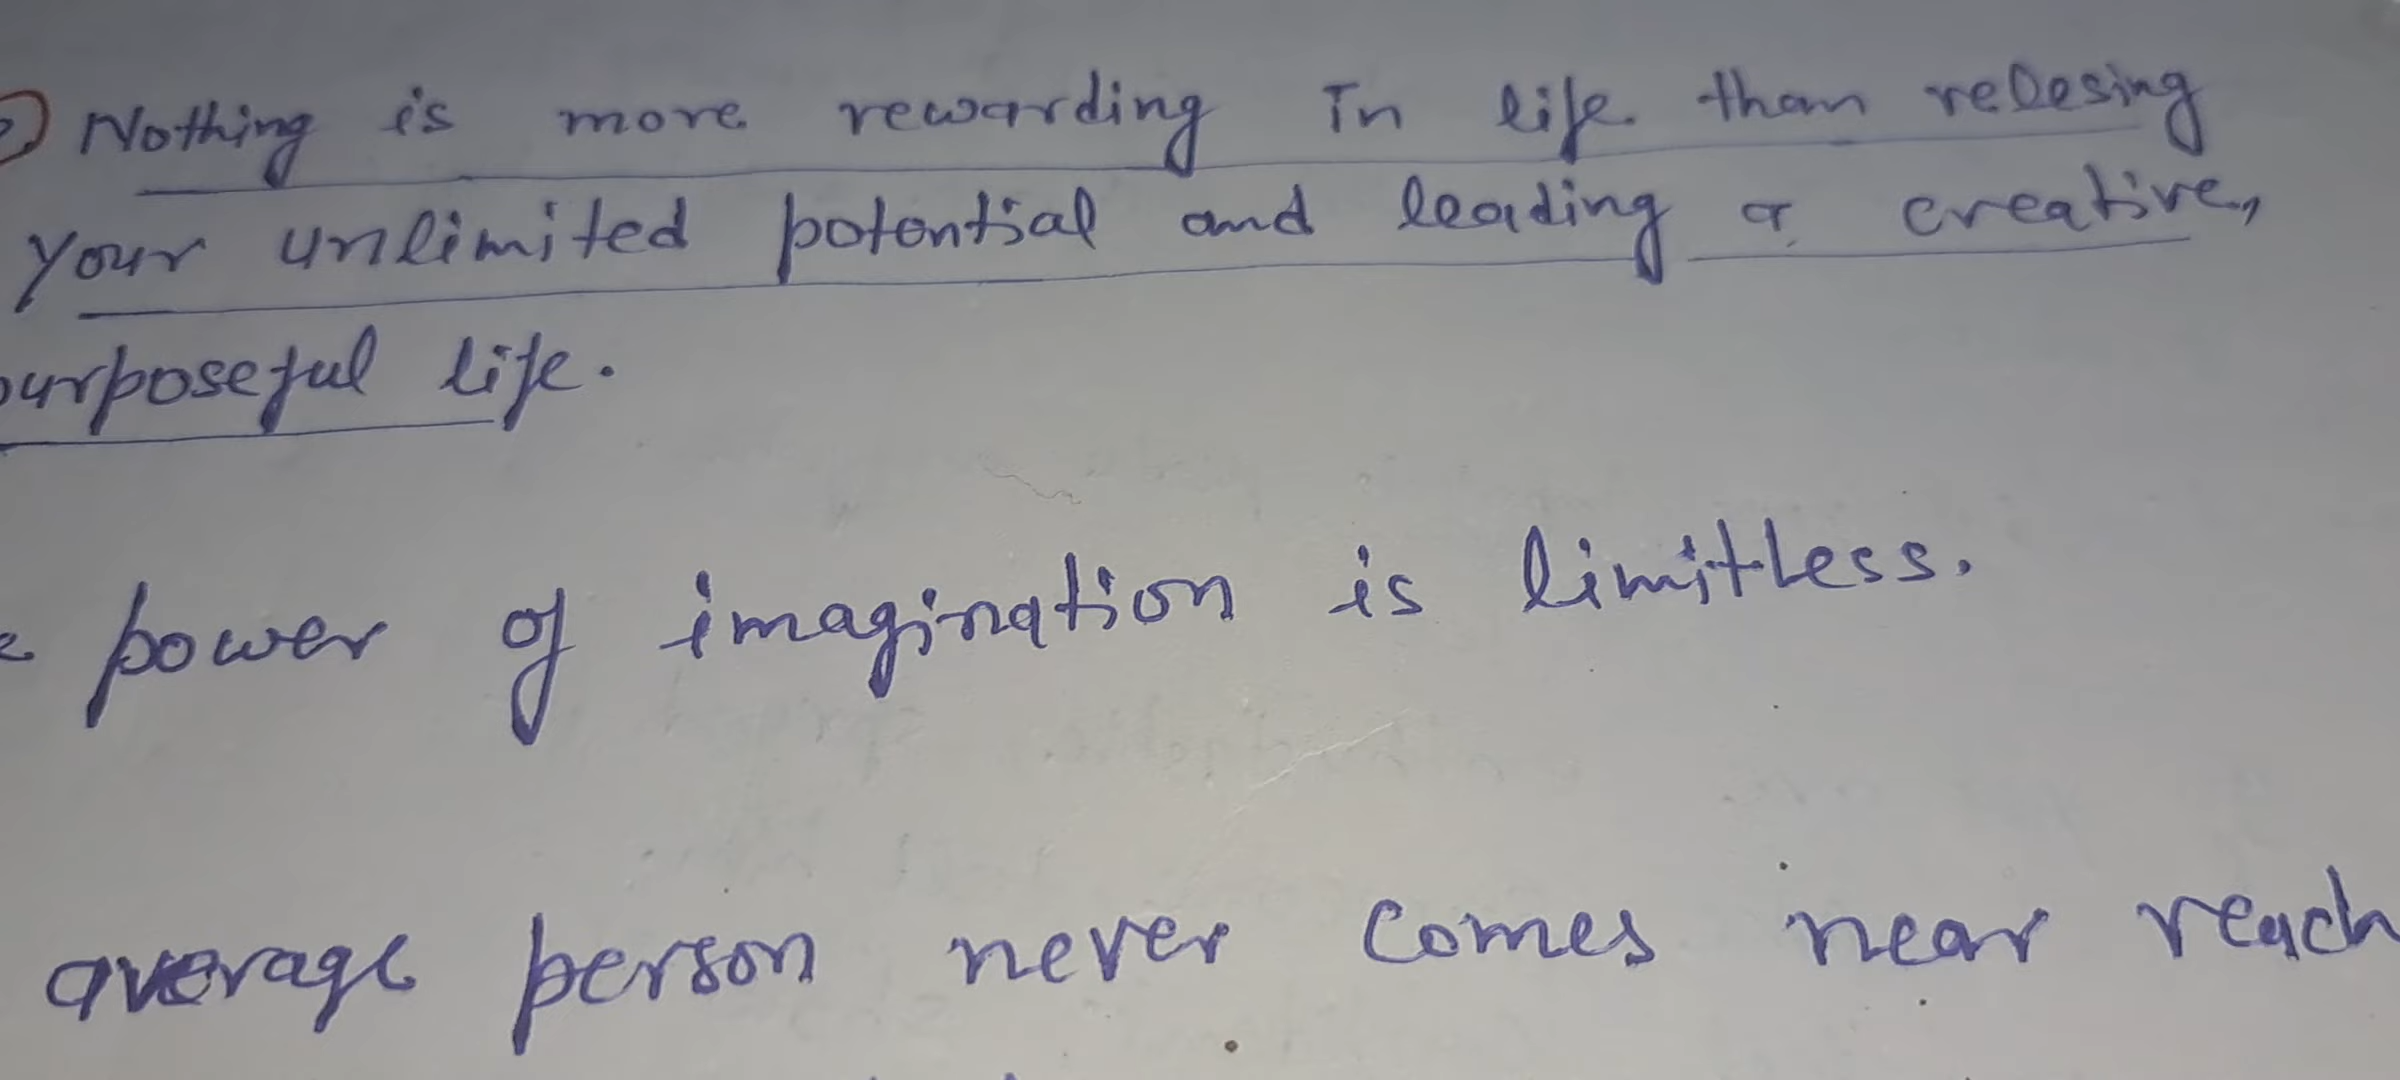 Nothing is more rewarding In life than relesing
your unlimited potential and leading a creative,
urposeful life.
power of imagination is limitless.
average person never comes near reach